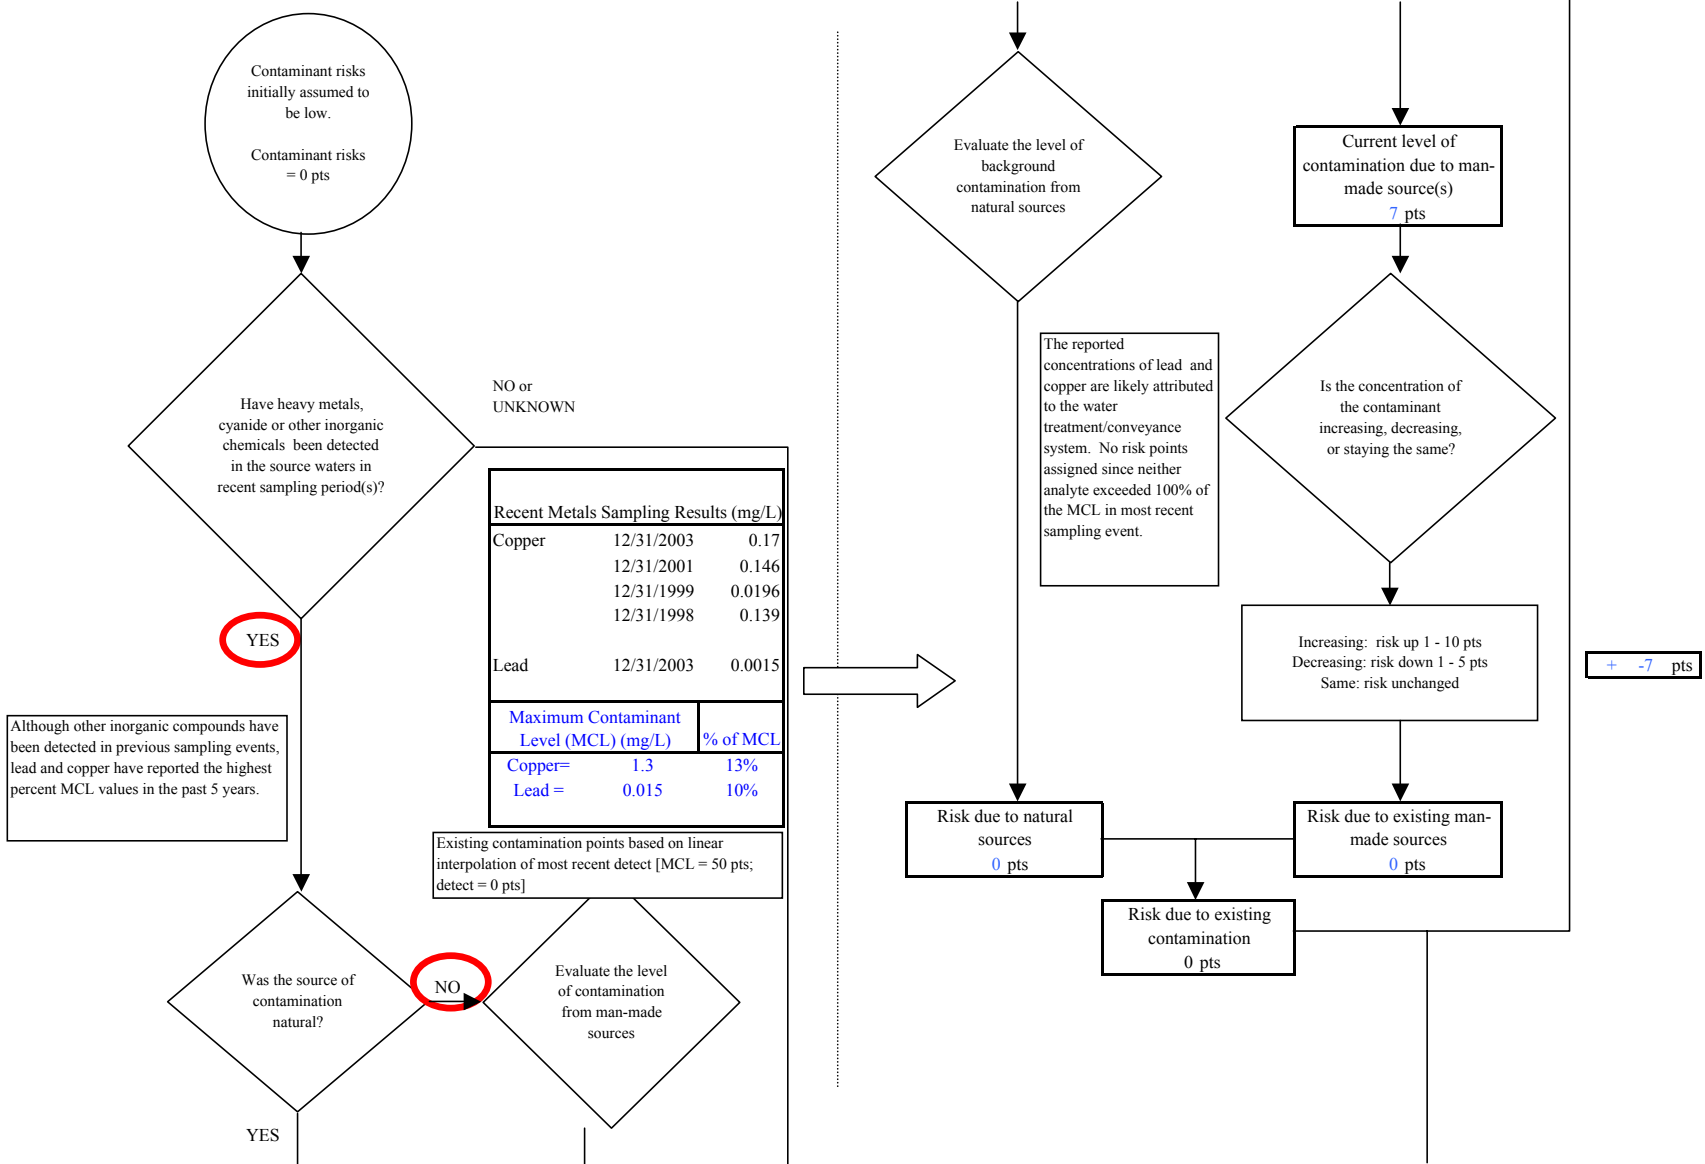 Contaminant risks
initially assumed to
be low.
Contaminant risks
= 0 pts
Have heavy metals,
cyanide or other inorganic
chemicals been detected
in the source waters in
recent sampling period(s)?
NO or
UNKNOWN
YES
Recent Metals Sampling Results (mg/L)
Copper 12/31/2003 0.17
12/31/2001 0.146
12/31/1999 0.0196
12/31/1998 0.139
Lead 12/31/2003 0.0015
Maximum Contaminant
Level (MCL) (mg/L) % of MCL
Copper= 1.3 13%
Lead = 0.015 10%
Although other inorganic compounds have
been detected in previous sampling events,
lead and copper have reported the highest
percent MCL values in the past 5 years.
Existing contamination points based on linear
interpolation of most recent detect [MCL = 50 pts;
detect = 0 pts]
Was the source of
contamination
natural?
NO
Evaluate the level
of contamination
from man-made
sources
YES
Evaluate the level of
background
contamination from
natural sources
Current level of
contamination due to man-
made source(s)
7 pts
The reported
concentrations of lead and
copper are likely attributed
to the water
treatment/conveyance
system. No risk points
assigned since neither
analyte exceeded 100% of
the MCL in most recent
sampling event.
Is the concentration of
the contaminant
increasing, decreasing,
or staying the same?
Increasing: risk up 1 - 10 pts
Decreasing: risk down 1 - 5 pts
Same: risk unchanged
+ -7 pts
Risk due to natural
sources
0 pts
Risk due to existing man-
made sources
0 pts
Risk due to existing
contamination
0 pts